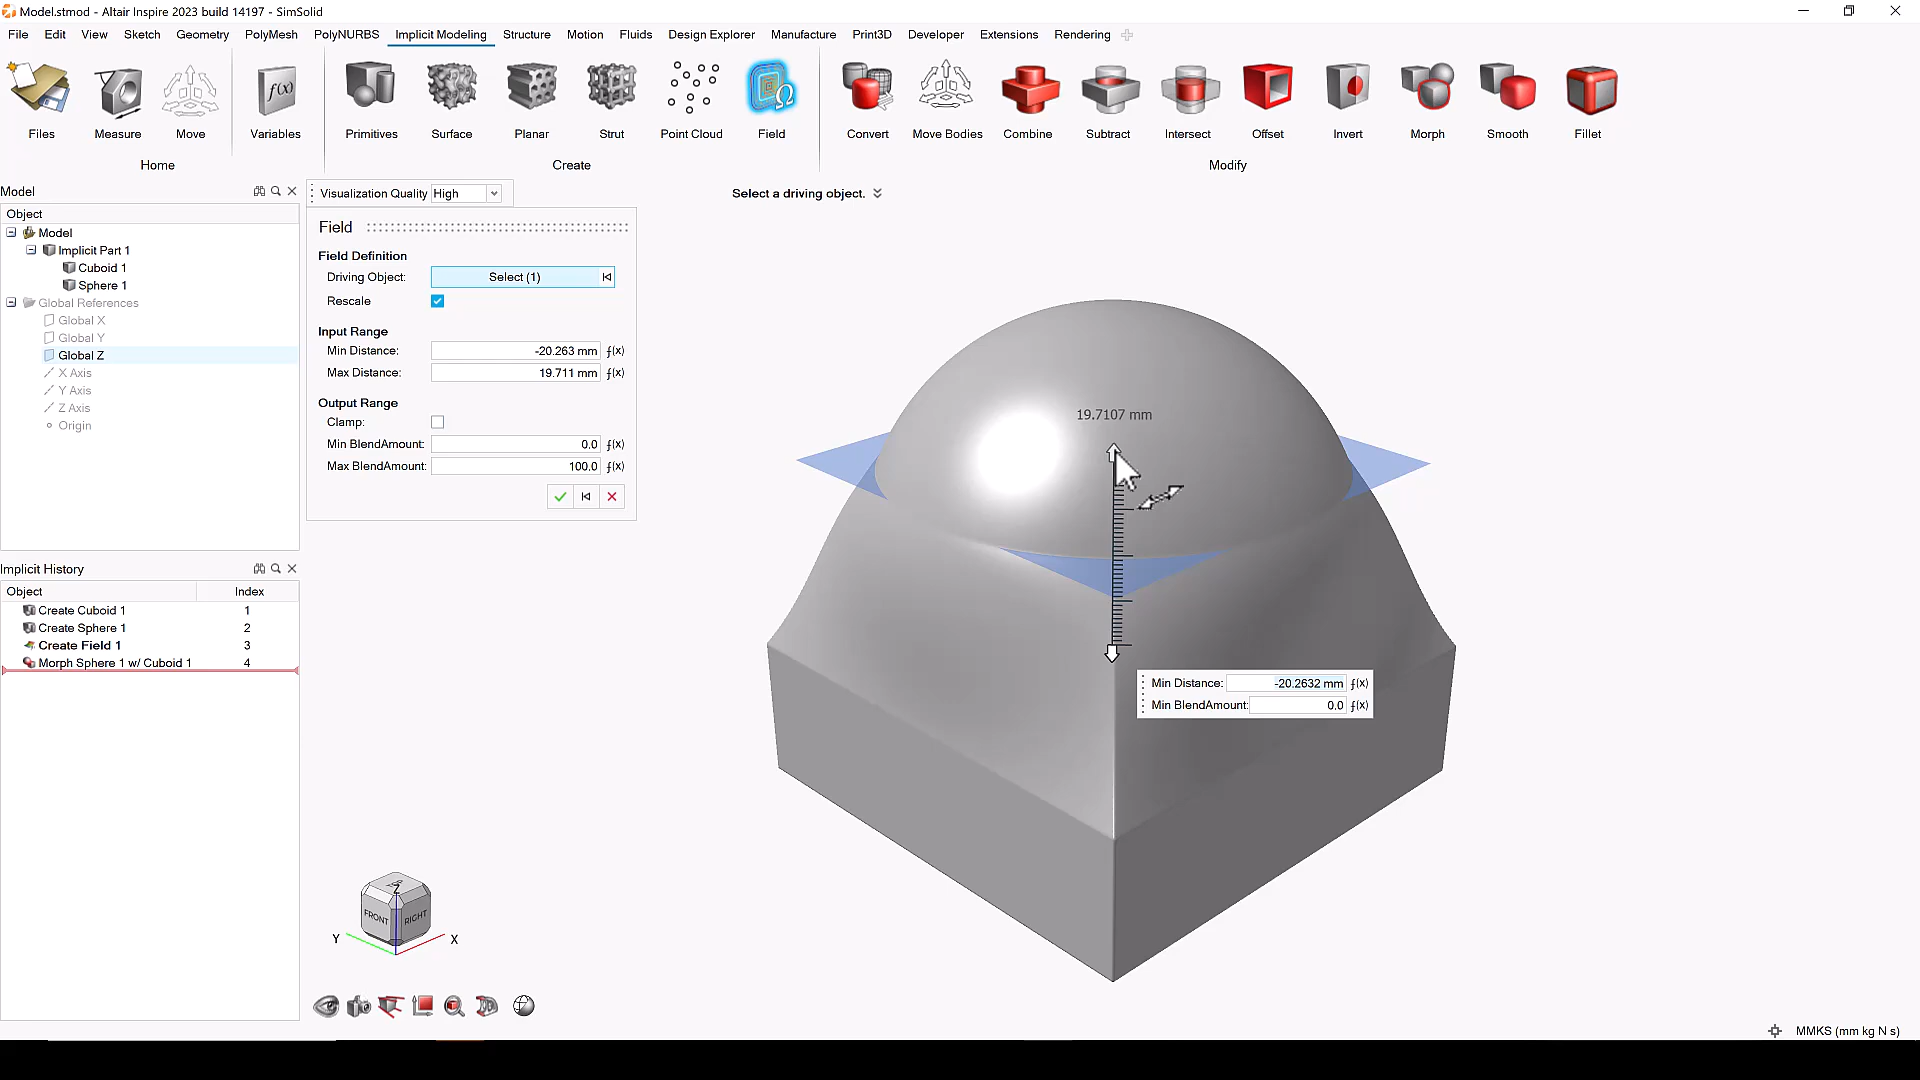 Model.stmod - Altair Inspire 2023 build 14197 - SimSolid
File Edit View Sketch Geometry PolyMesh PolyNURBS Implicit Modeling Structure Motion Fluids Design Explorer Manufacture Print3D Developer Extensions Rendering
f(x)
Files Measure Move Variables Primitives Surface Planar Strut Point Cloud Field Convert Move Bodies Combine Subtract Intersect Offset Invert Morph Smooth Fillet
Home Create Modify
Model
Object
Model
Implicit Part 1
Cuboid 1
Sphere 1
Global References
Global X
Global Y
Global Z
X Axis
Y Axis
Z Axis
Origin
Implicit History
Object Index
Create Cuboid 1 1
Create Sphere 1 2
Create Field 1 3
Morph Sphere 1 w/ Cuboid 1 4
Visualization Quality High
Select a driving object.
Field
Field Definition
Driving Object: Select (1)
Rescale
Input Range
Min Distance: -20.263 mm f(x)
Max Distance: 19.711 mm f(x)
Output Range
Clamp:
Min BlendAmount: 0.0 f(x)
Max BlendAmount: 100.0 f(x)
19.7107 mm
Min Distance: -20.2632 mm f(x)
Min BlendAmount: 0.0 f(x)
Z
FRONT RIGHT
Y X
MMKS (mm kg N s)